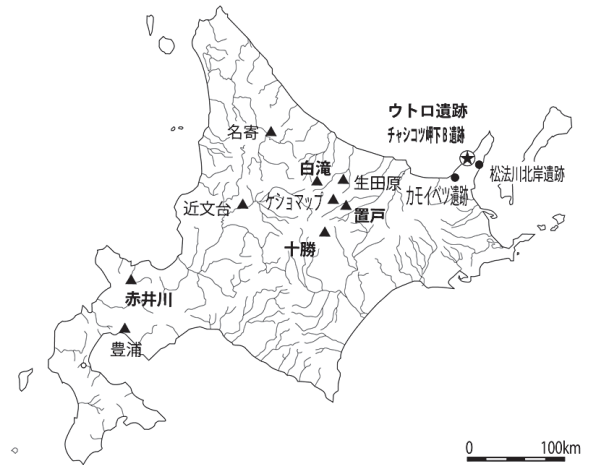 ウトロ遺跡
チャシコツ岬下B遺跡
名寄
白滝
生田原
松法川北岸遺跡
カモイベツ遺跡
ケショマップ
近文台
置戸
十勝
赤井川
豊浦
0 100km